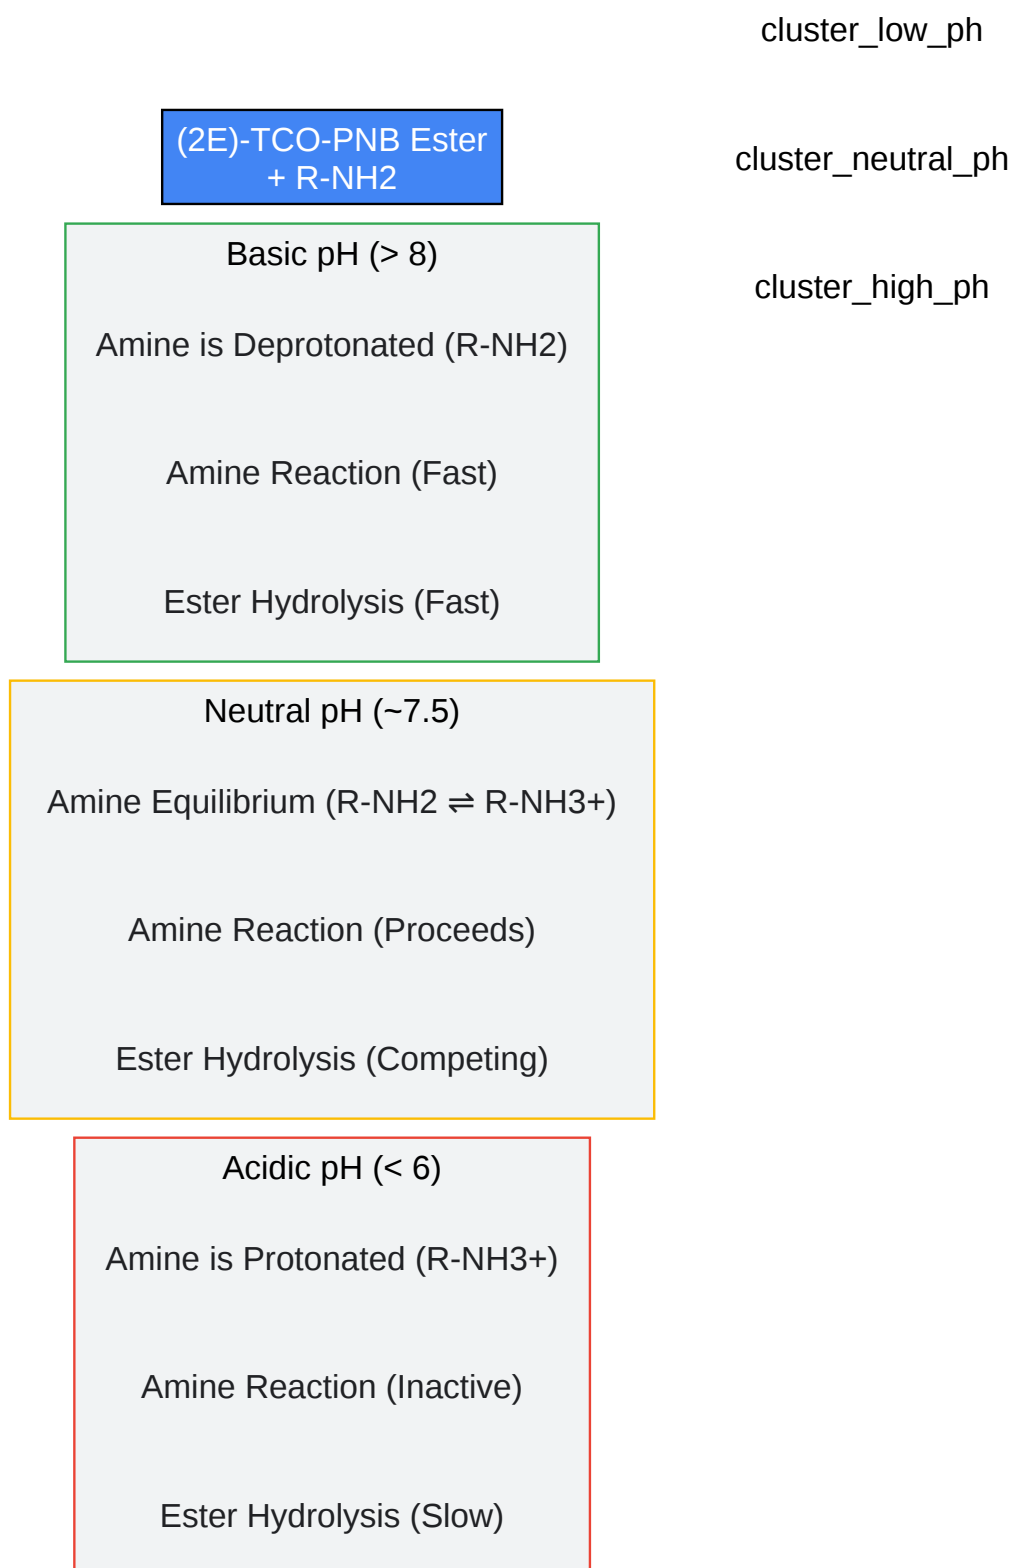 cluster_low_ph
(2E)-TCO-PNB Ester
+ R-NH2
cluster_neutral_ph
Basic pH (> 8)
cluster_high_ph
Amine is Deprotonated (R-NH2)
Amine Reaction (Fast)
Ester Hydrolysis (Fast)
Neutral pH (~7.5)
Amine Equilibrium (R-NH2 ⇌ R-NH3+)
Amine Reaction (Proceeds)
Ester Hydrolysis (Competing)
Acidic pH (< 6)
Amine is Protonated (R-NH3+)
Amine Reaction (Inactive)
Ester Hydrolysis (Slow)